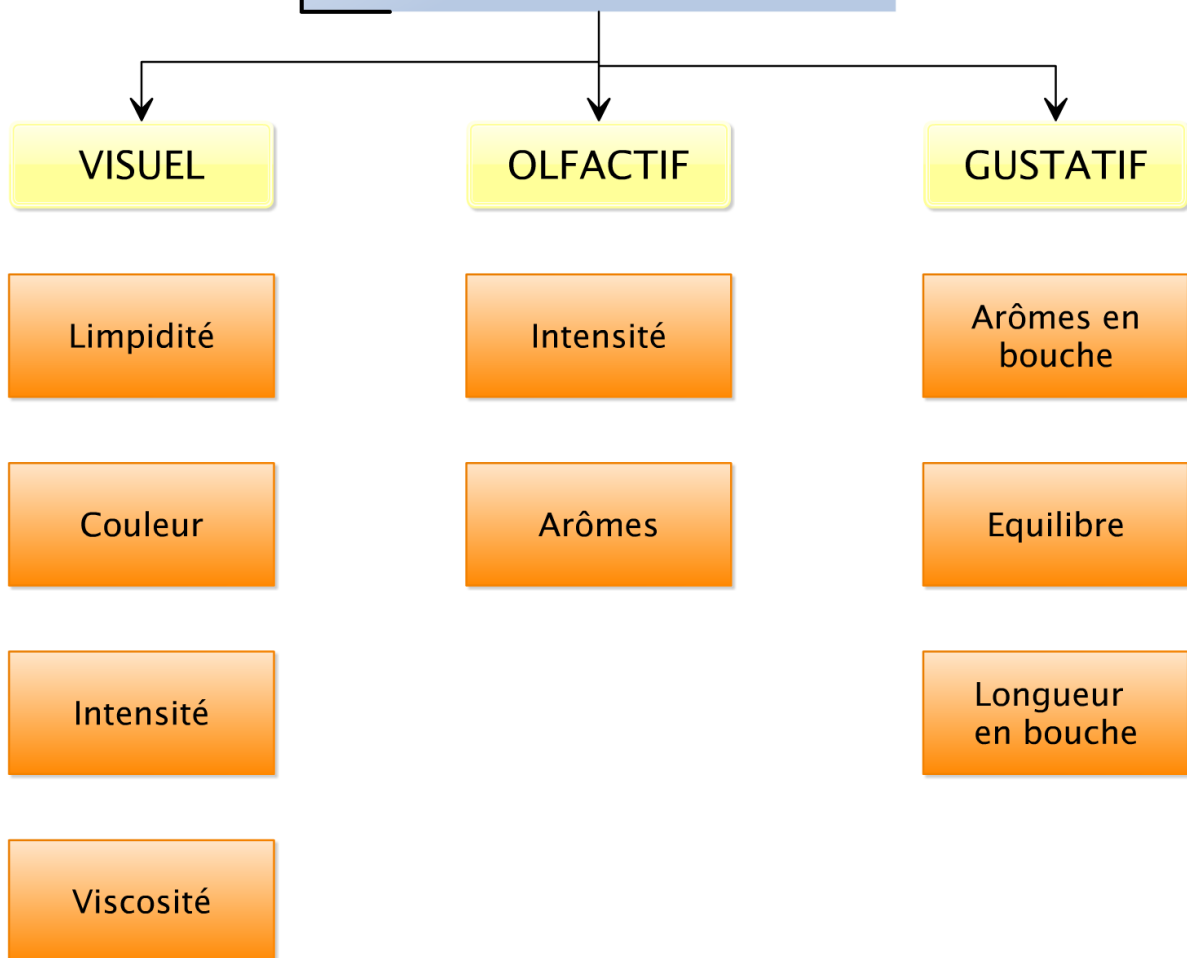 VISUEL
OLFACTIF
GUSTATIF
Limpidité
Intensité
Arômes en
bouche
Couleur
Arômes
Equilibre
Intensité
Longueur
en bouche
Viscosité